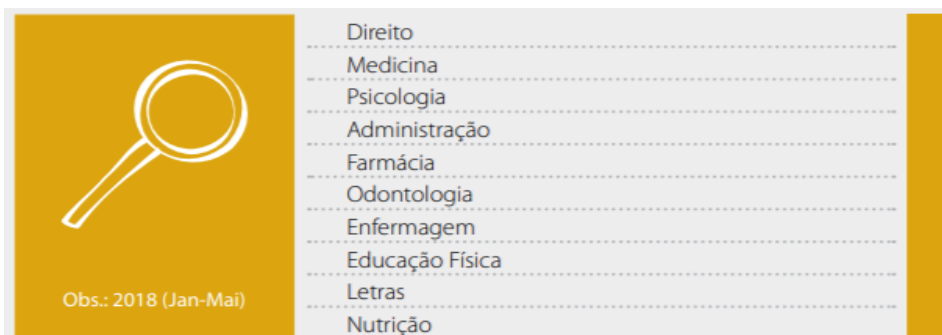 Obs.: 2018 (Jan-Mai)
Direito
Medicina
Psicologia
Administração
Farmácia
Odontologia
Enfermagem
Educação Física
Letras
Nutrição